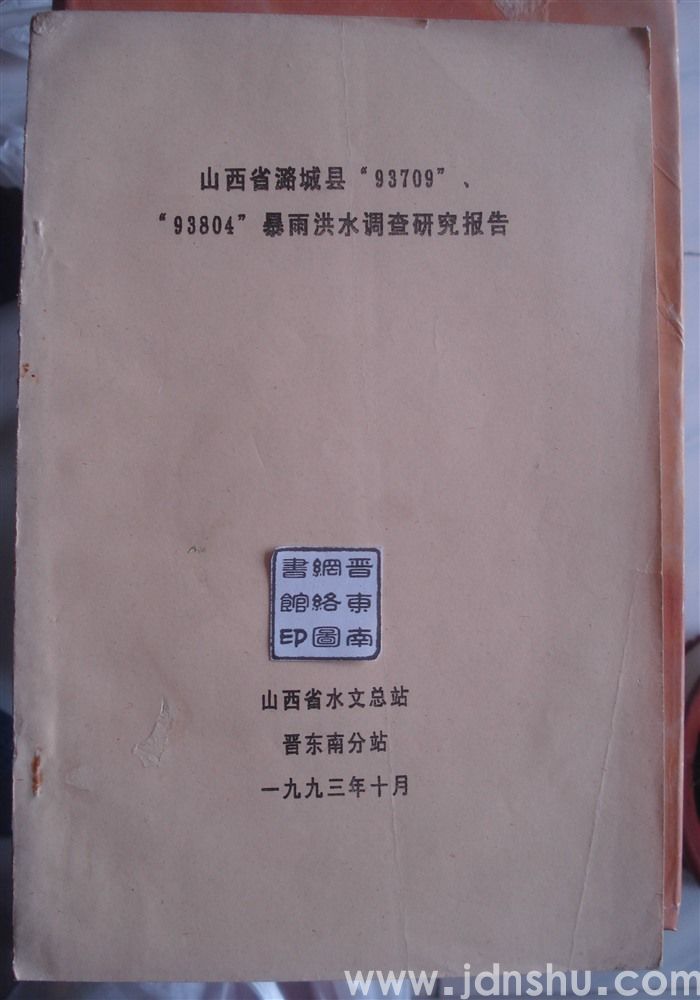 山西省潞城县“93709”、
“93804”暴雨洪水调查研究报告
晋東南
網絡圖
書館印
山西省水文总站
晋东南分站
一九九三年十月
www.jdnshu.com